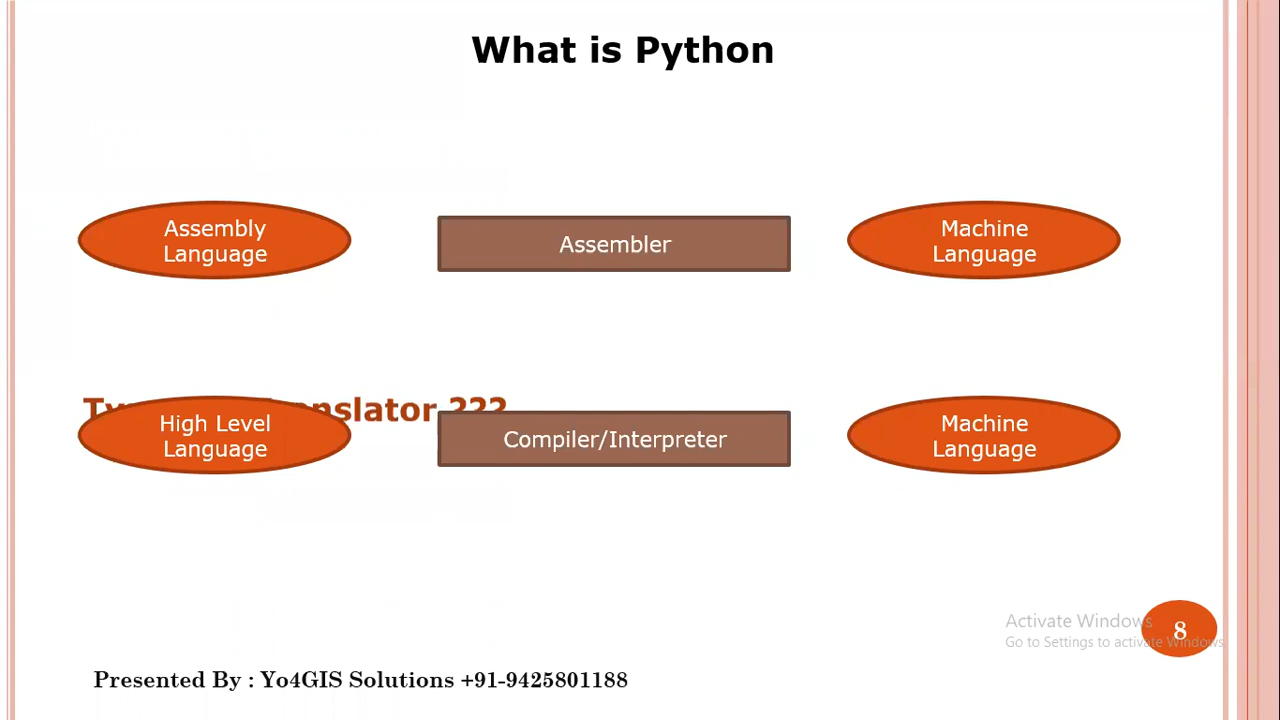 What is Python
Assembly
Language
Assembler
Machine
Language
Translator ???
High Level
Language
Compiler/Interpreter
Machine
Language
Activate Windows
Go to Settings to activate Windows
8
Presented By : Yo4GIS Solutions +91-9425801188